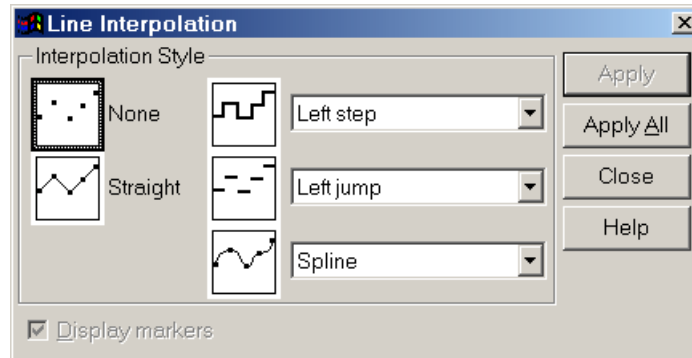 Line Interpolation
Interpolation Style
None
Left step
Straight
Left jump
Spline
Display markers
Apply
Apply All
Close
Help